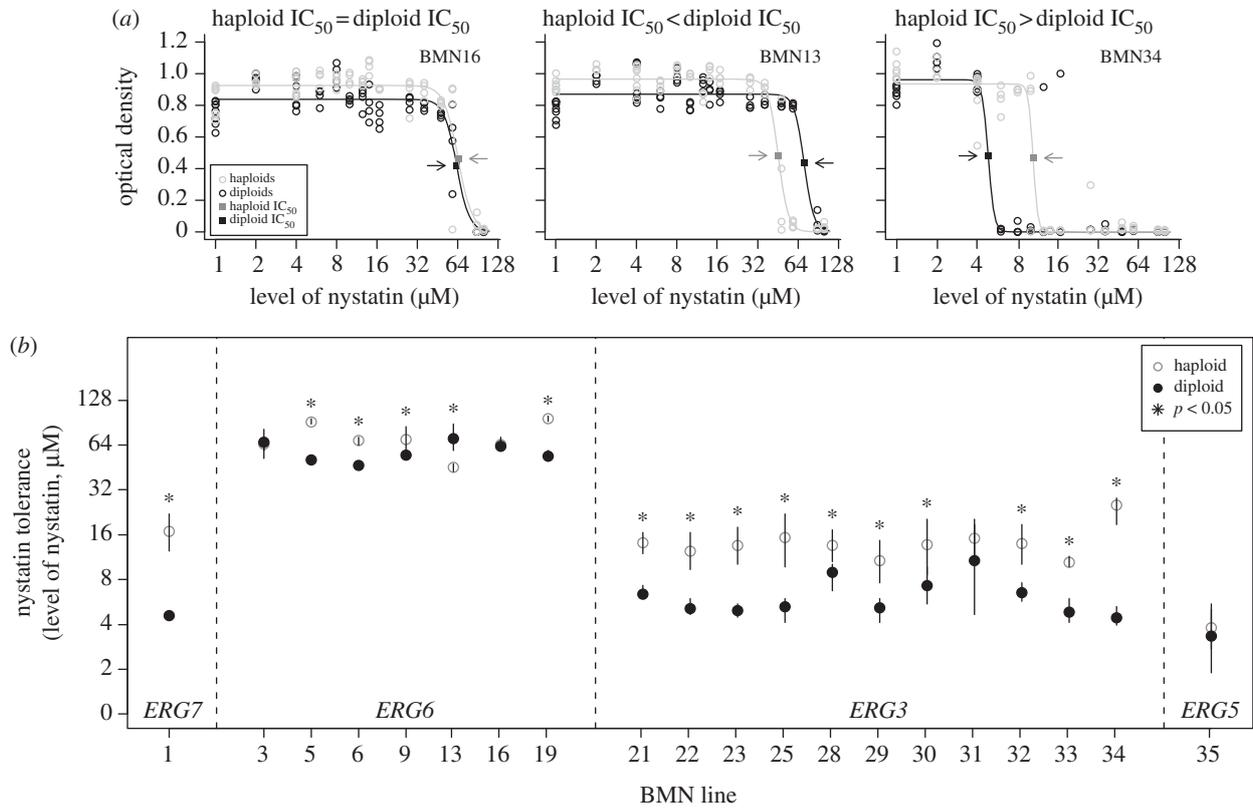 (a)
haploid IC50 = diploid IC50
haploid IC50 < diploid IC50
haploid IC50 > diploid IC50
BMN16
BMN13
BMN34
optical density
1.2
1.0
0.8
0.6
0.4
0.2
0
haploids
diploids
haploid IC50
diploid IC50
1 2 4 8 16 32 64 128
1 2 4 8 16 32 64 128
1 2 4 8 16 32 64 128
level of nystatin (µM)
level of nystatin (µM)
level of nystatin (µM)
(b)
nystatin tolerance
(level of nystatin, µM)
128
64
32
16
8
4
2
0
haploid
diploid
* p < 0.05
* * * * * *
* * * * * * * * * *
ERG7
ERG6
ERG3
ERG5
1 3 5 6 9 13 16 19 21 22 23 25 28 29 30 31 32 33 34 35
BMN line